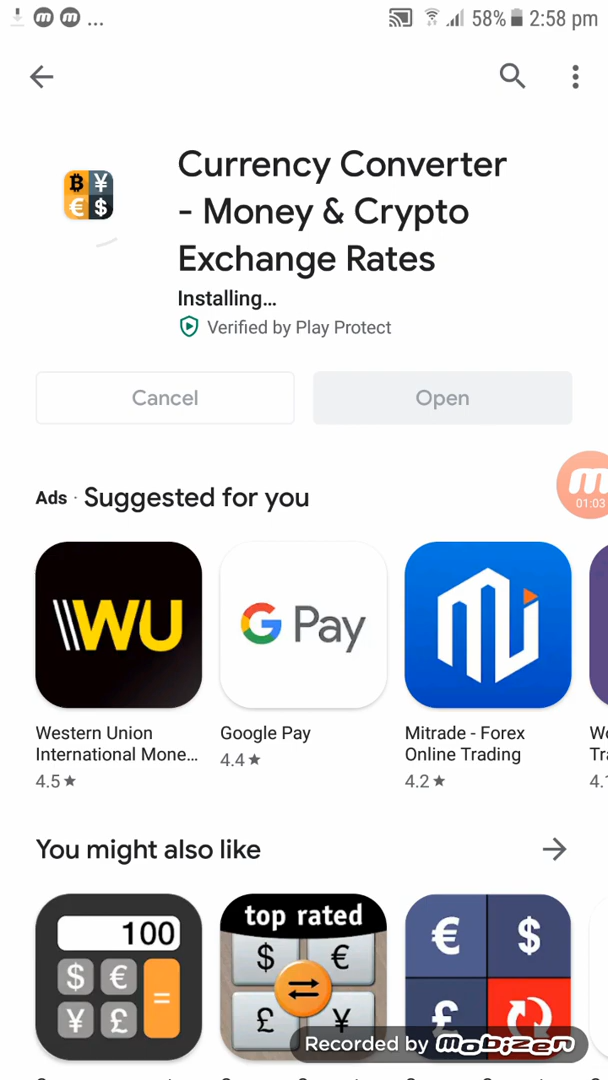 ... 58% 2:58 pm
฿ ¥
€ $
Currency Converter
- Money & Crypto
Exchange Rates
Installing...
Verified by Play Protect
Cancel
Open
Ads · Suggested for you
01:03
WU
G Pay
Western Union
International Mone...
4.5★
Google Pay
4.4★
Mitrade - Forex
Online Trading
4.2★
You might also like
100
$ €
¥ £
=
top rated
$ €
£ ¥
€ $
£
Recorded by mobizen